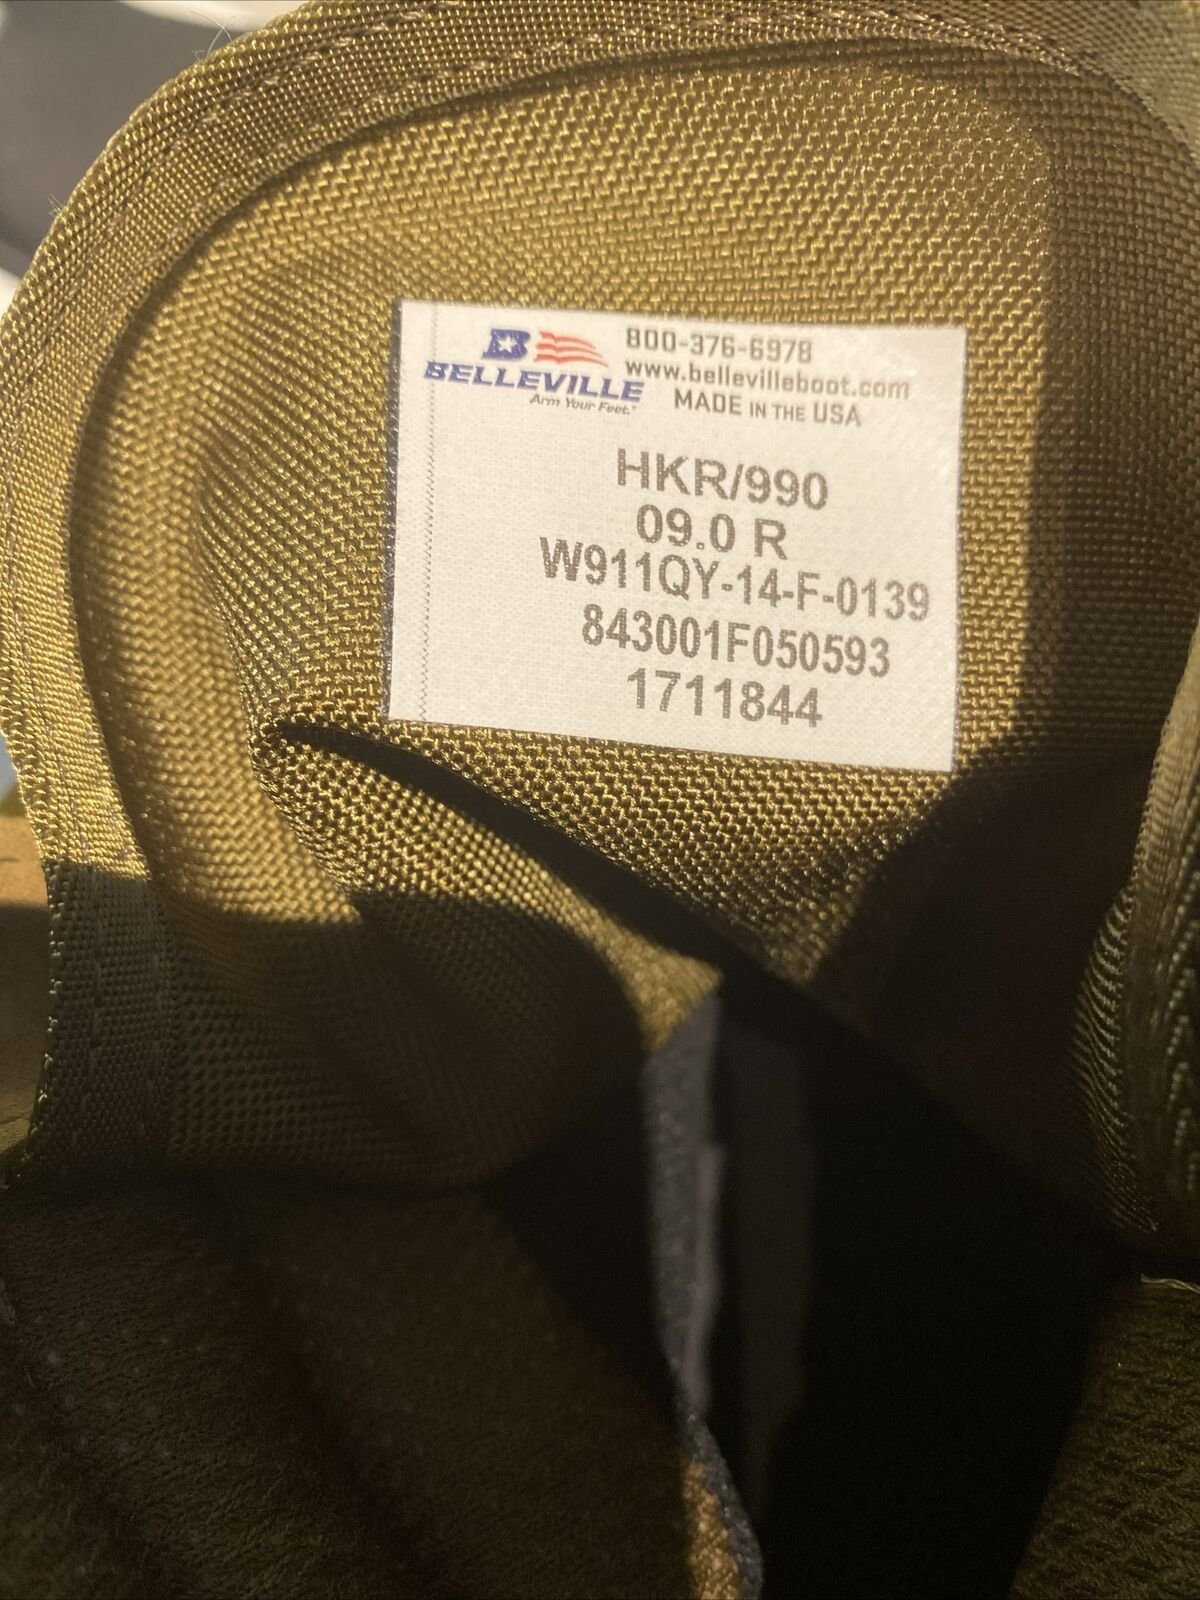 B
800-376-6978
BELLEVILLE www.bellevilleboot.com
Arm Your Feet.™ MADE IN THE USA
HKR/990
09.0 R
W911QY-14-F-0139
843001F050593
1711844